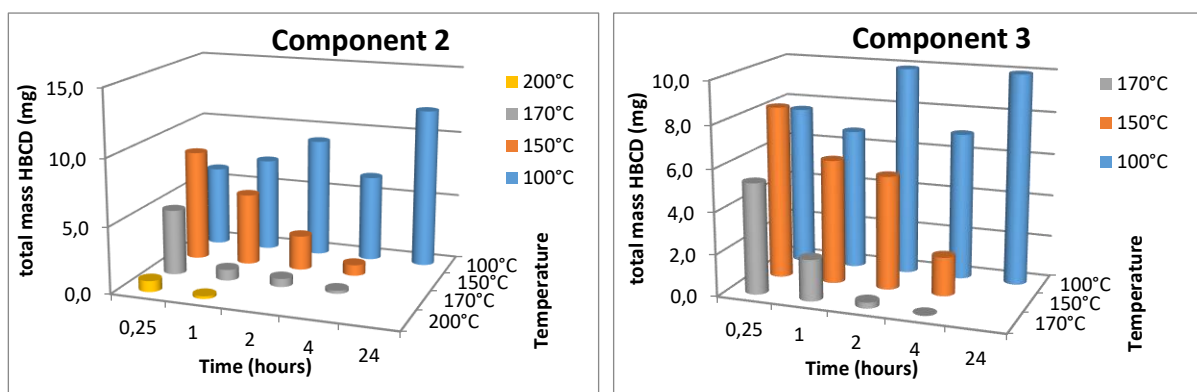 Component 2
total mass HBCD (mg)
15,0
10,0
5,0
0,0
0,25
1
2
4
24
Time (hours)
100°C
150°C
170°C
200°C
Temperature
200°C
170°C
150°C
100°C
Component 3
total mass HBCD (mg)
10,0
8,0
6,0
4,0
2,0
0,0
0,25
1
2
4
24
Time (hours)
100°C
150°C
170°C
Temperature
170°C
150°C
100°C